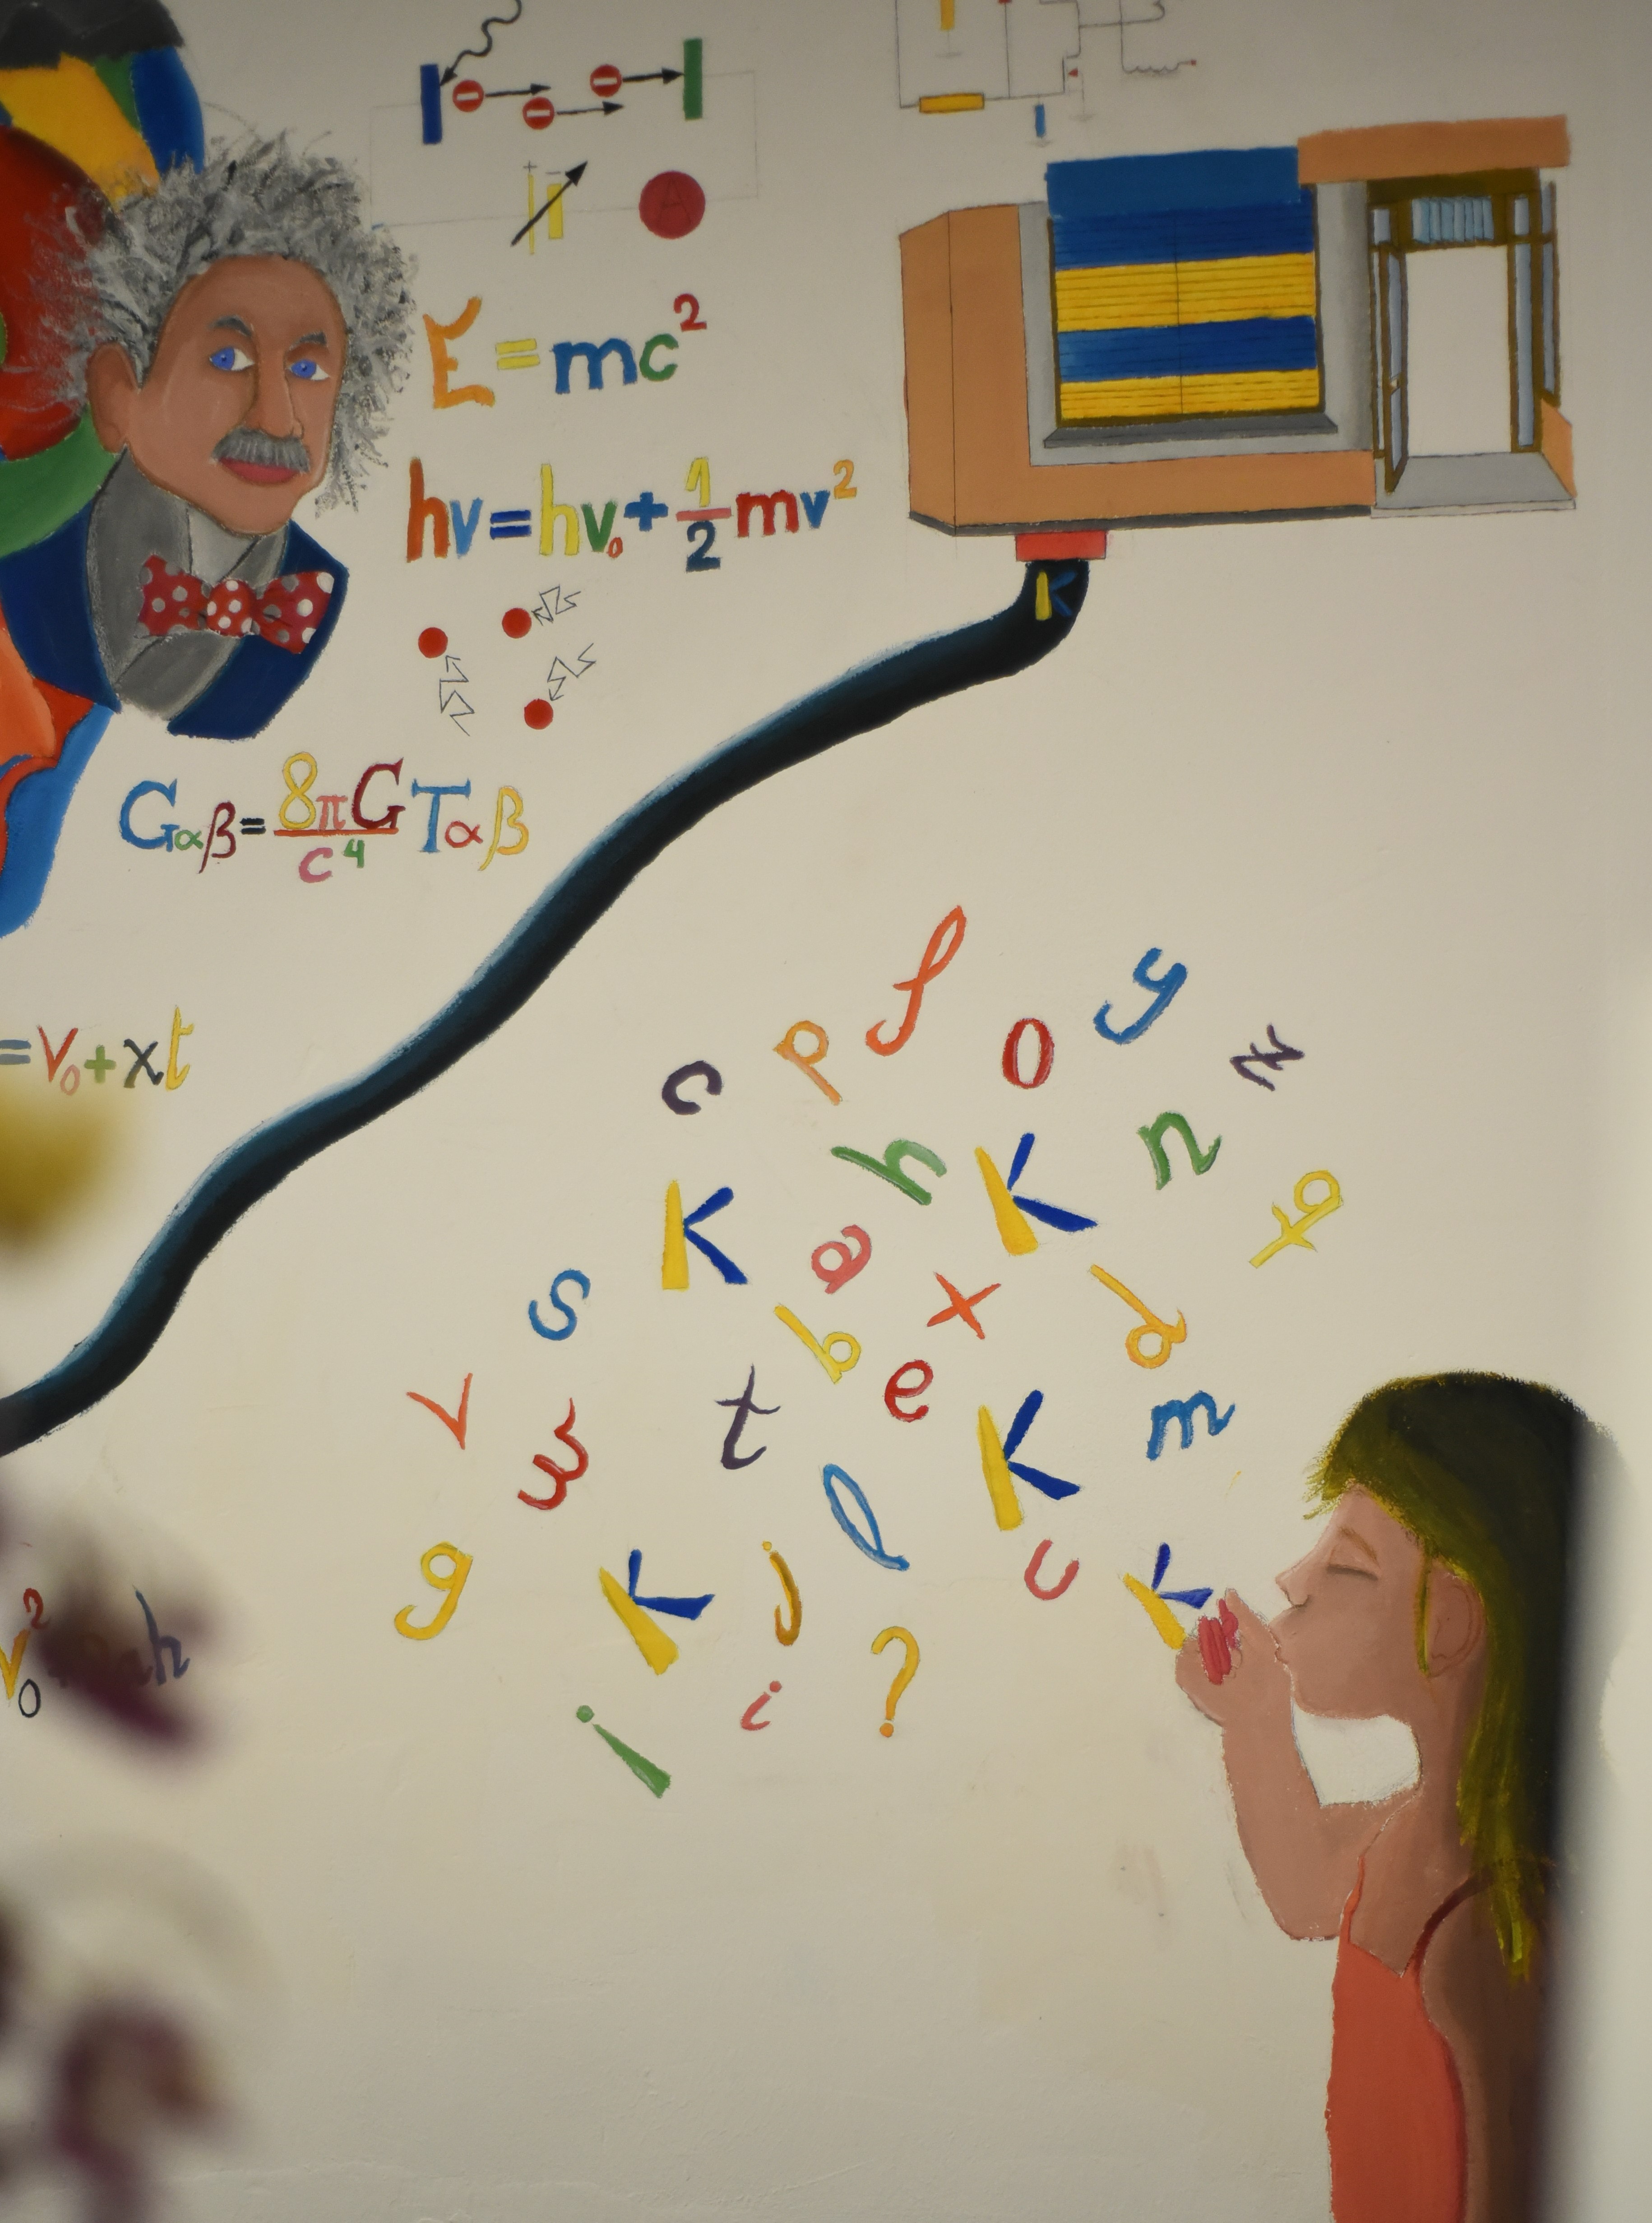 A
E=mc²
hv=hv₀+½mv²
K
Gαβ=8πG/c⁴ Tαβ
=v₀+xt
f
y
c
p
o
z
h
K
n
K
a
q
s
x
b
d
v
t
e
K
m
w
l
g
K
j
u
K
?
i
¡